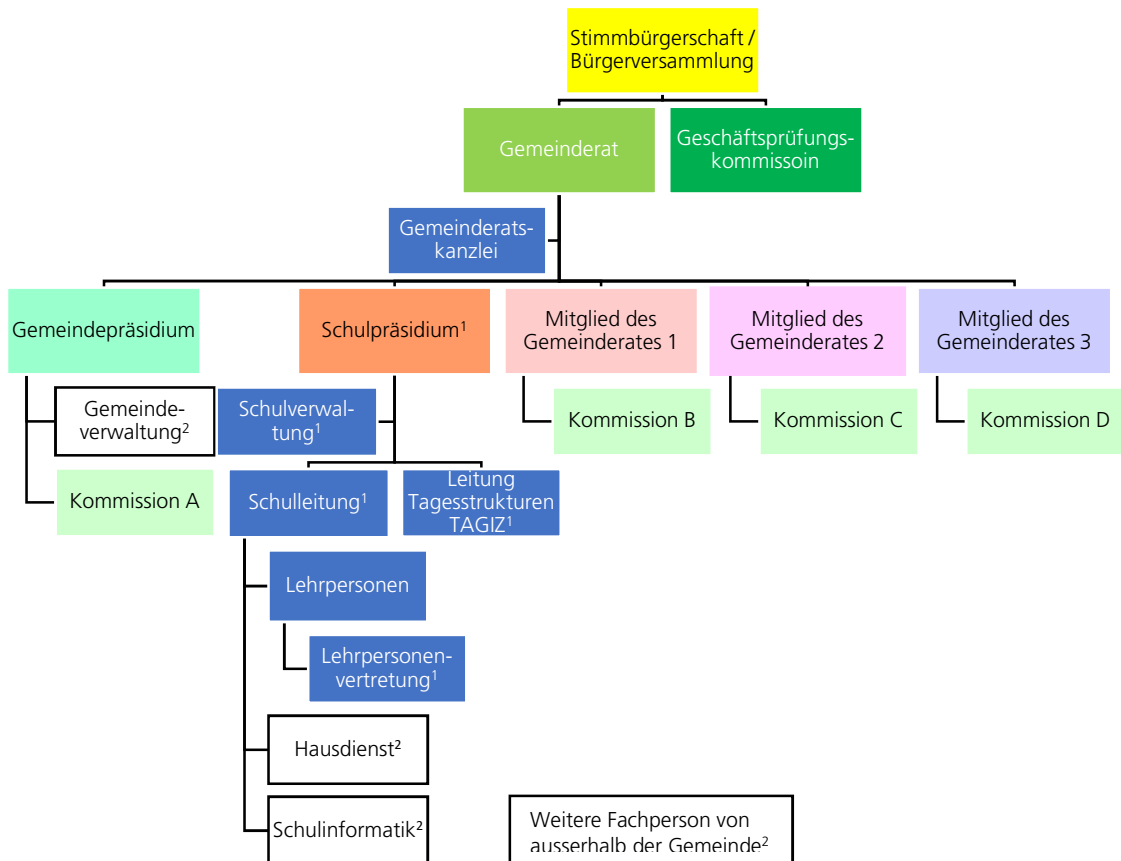 Stimmbürgerschaft /
Bürgerversammlung
Gemeinderat
Geschäftsprüfungs-
kommissoin
Gemeinderats-
kanzlei
Gemeindepräsidium
Schulpräsidium¹
Mitglied des
Gemeinderates 1
Mitglied des
Gemeinderates 2
Mitglied des
Gemeinderates 3
Gemeinde-
verwaltung²
Schulverwal-
tung¹
Kommission B
Kommission C
Kommission D
Kommission A
Schulleitung¹
Leitung
Tagesstrukturen
TAGIZ¹
Lehrpersonen
Lehrpersonen-
vertretung¹
Hausdienst²
Schulinformatik²
Weitere Fachperson von
ausserhalb der Gemeinde²